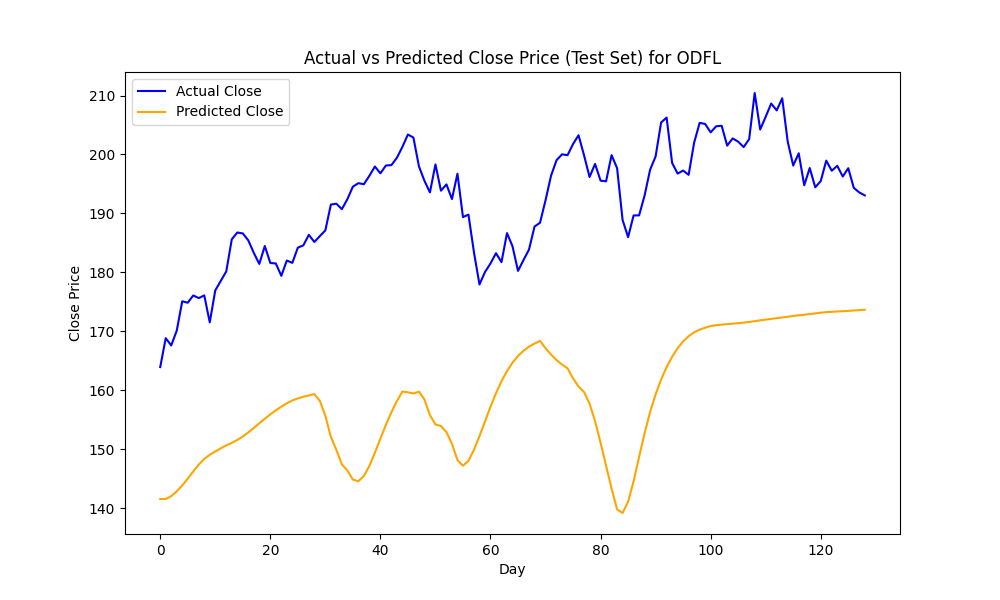 Actual vs Predicted Close Price (Test Set) for ODFL
Actual Close
Predicted Close
210
200
190
180
170
160
150
140
Close Price
0 20 40 60 80 100 120
Day